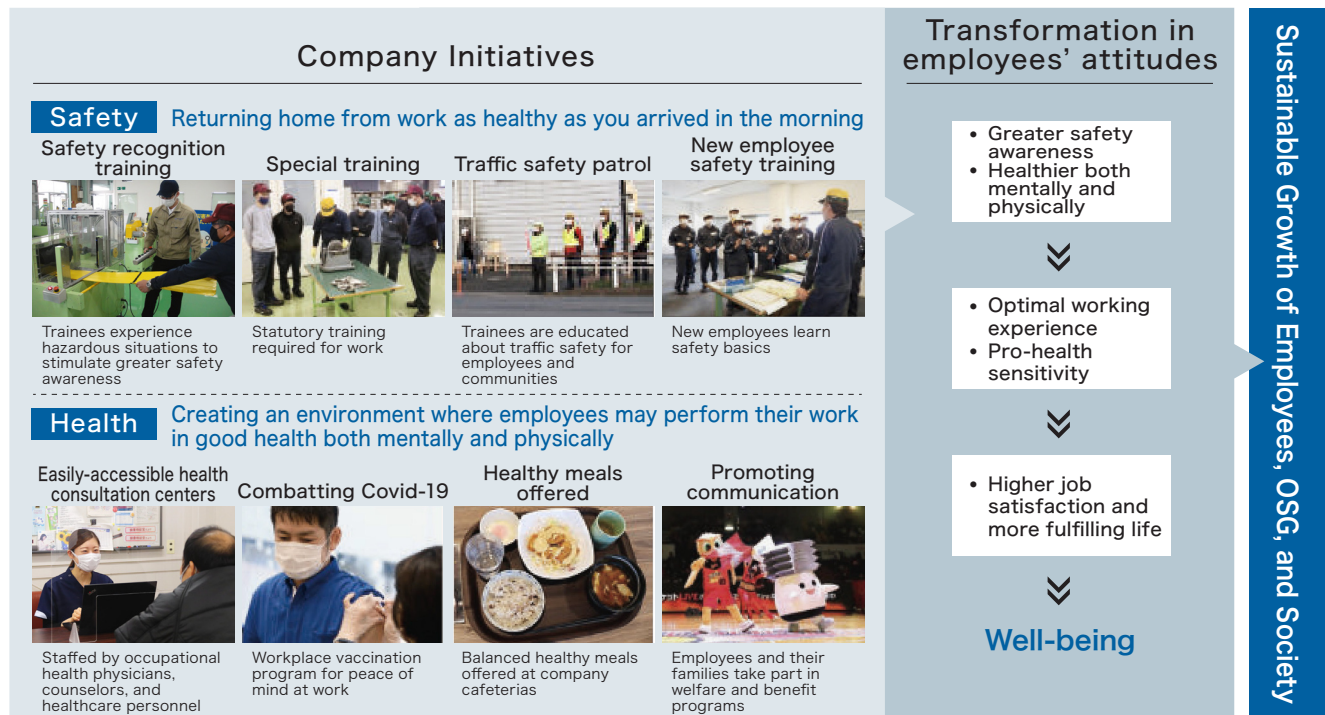 Company Initiatives
Safety
Returning home from work as healthy as you arrived in the morning
Safety recognition
training
Trainees experience
hazardous situations to
stimulate greater safety
awareness
Special training
Statutory training
required for work
Traffic safety patrol
Trainees are educated
about traffic safety for
employees and
communities
New employee
safety training
New employees learn
safety basics
Health
Creating an environment where employees may perform their work
in good health both mentally and physically
Easily-accessible health
consultation centers
Staffed by occupational
health physicians,
counselors, and
healthcare personnel
Combatting Covid-19
Workplace vaccination
program for peace of
mind at work
Healthy meals
offered
Balanced healthy meals
offered at company
cafeterias
Promoting
communication
Employees and their
families take part in
welfare and benefit
programs
Transformation in
employees’ attitudes
• Greater safety
awareness
• Healthier both
mentally and
physically
• Optimal working
experience
• Pro-health
sensitivity
• Higher job
satisfaction and
more fulfilling life
Well-being
Sustainable Growth of Employees, OSG, and Society